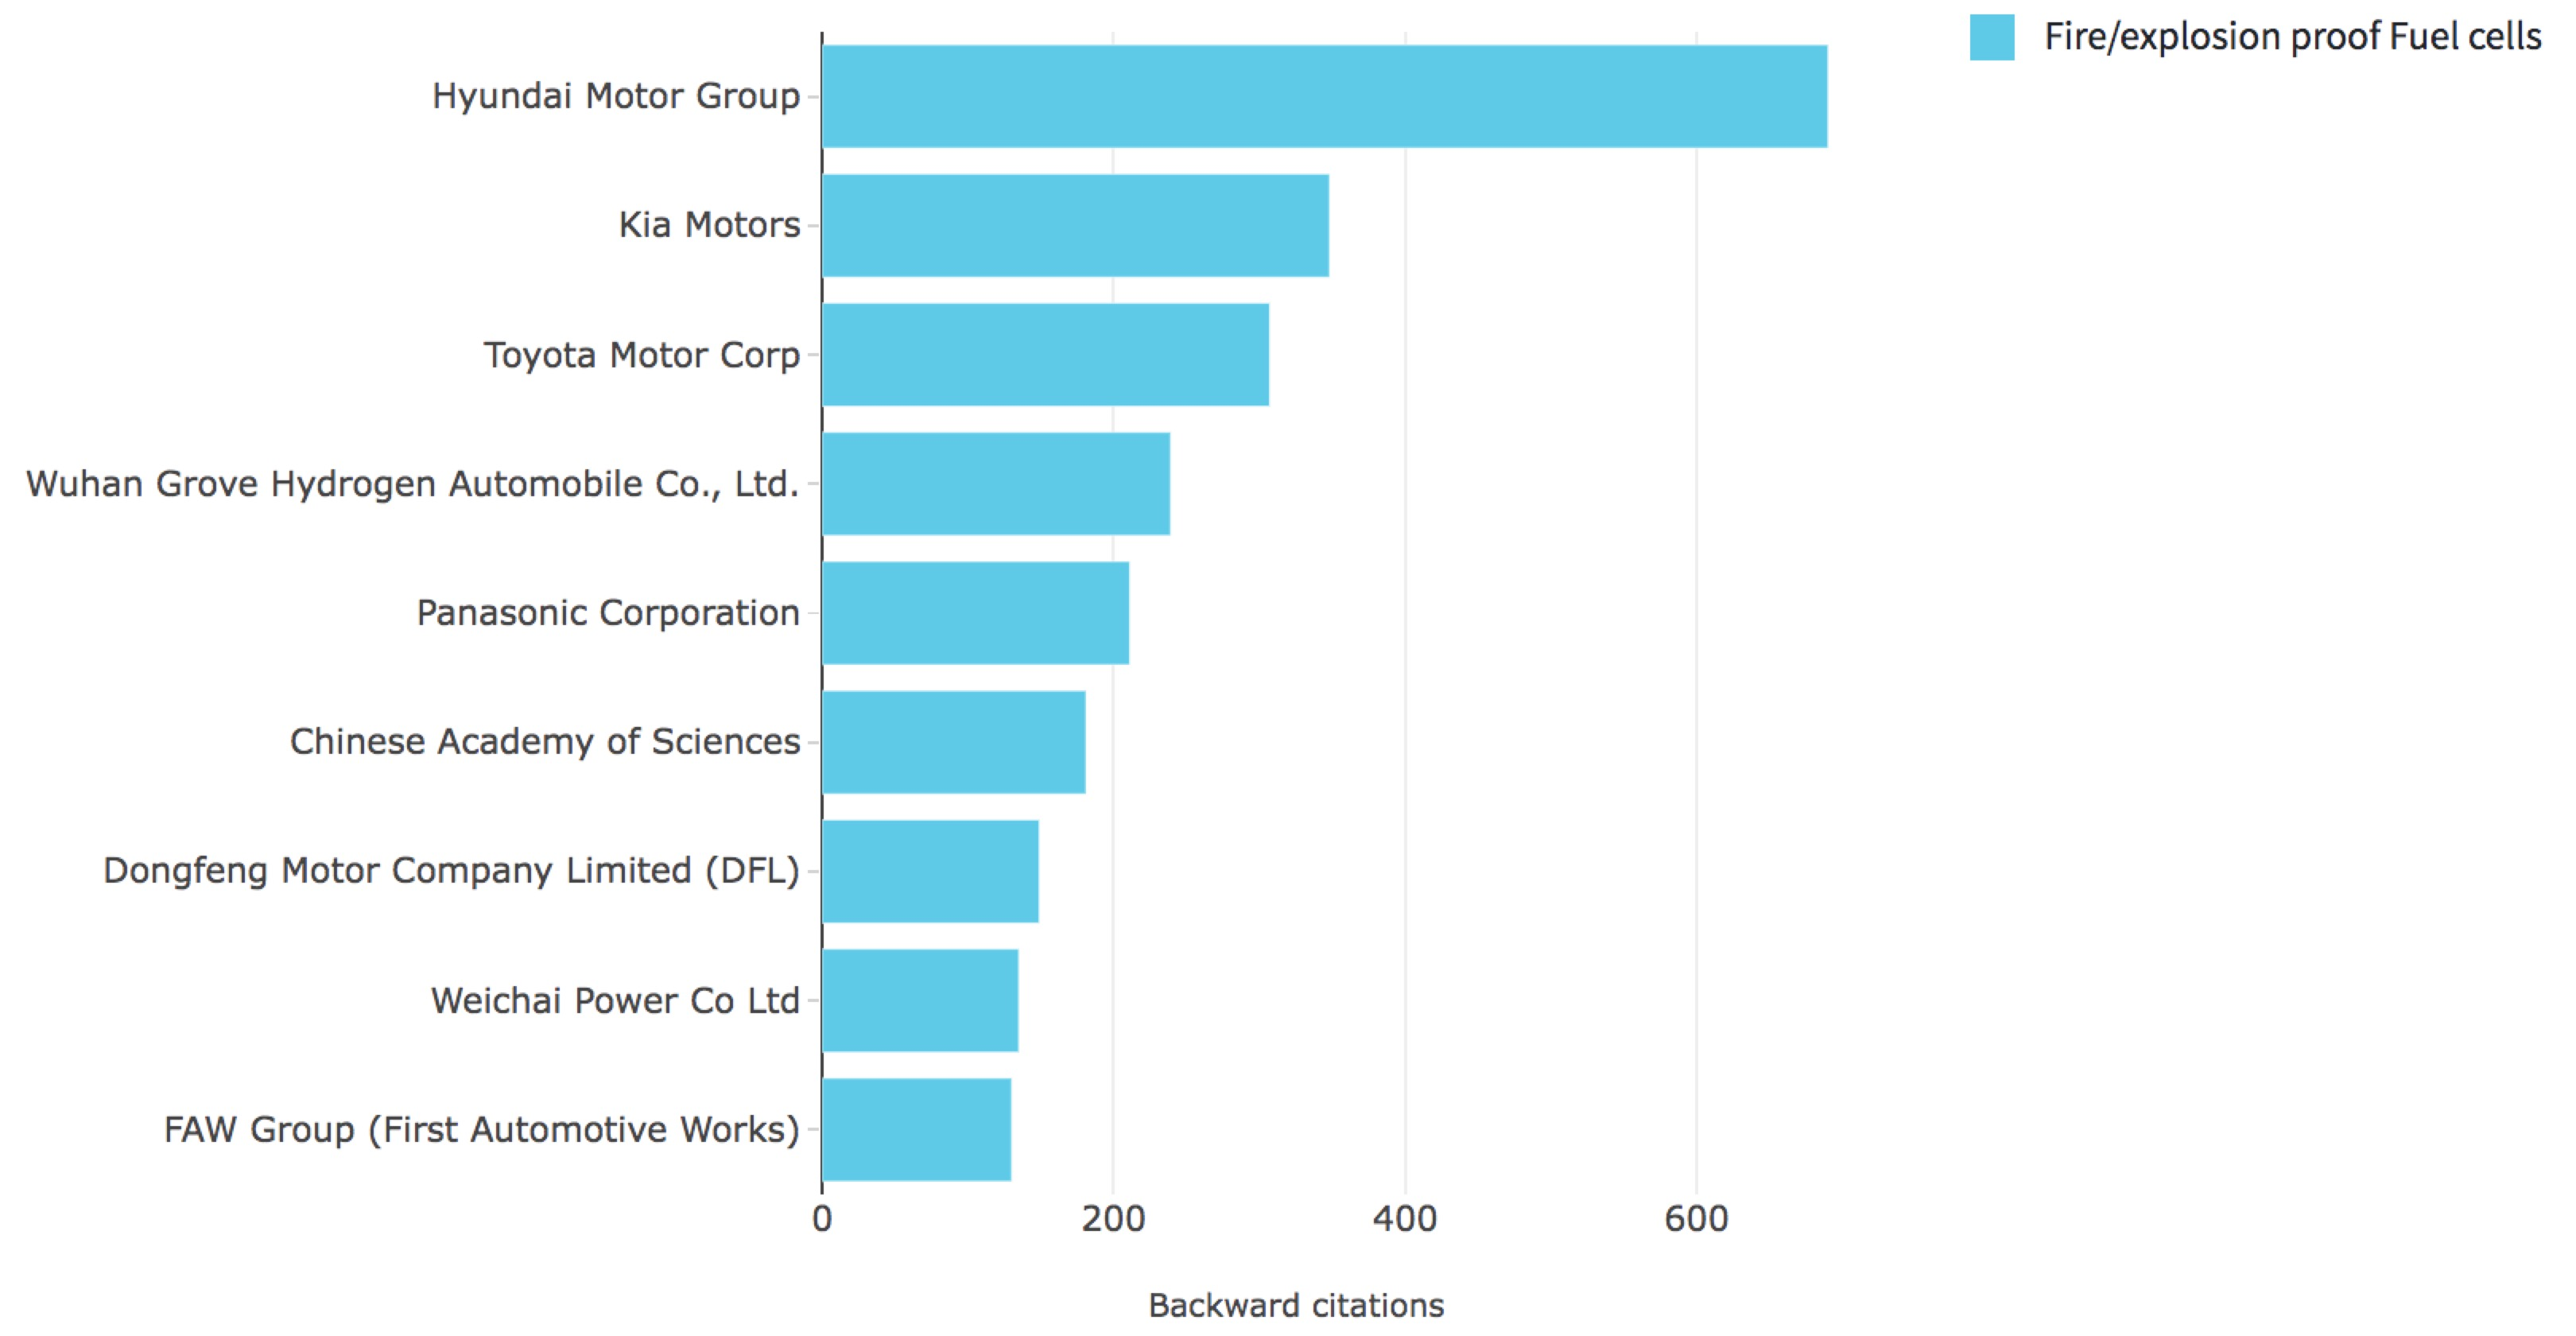 Fire/explosion proof Fuel cells
Hyundai Motor Group
Kia Motors
Toyota Motor Corp
Wuhan Grove Hydrogen Automobile Co., Ltd.
Panasonic Corporation
Chinese Academy of Sciences
Dongfeng Motor Company Limited (DFL)
Weichai Power Co Ltd
FAW Group (First Automotive Works)
0 200 400 600
Backward citations